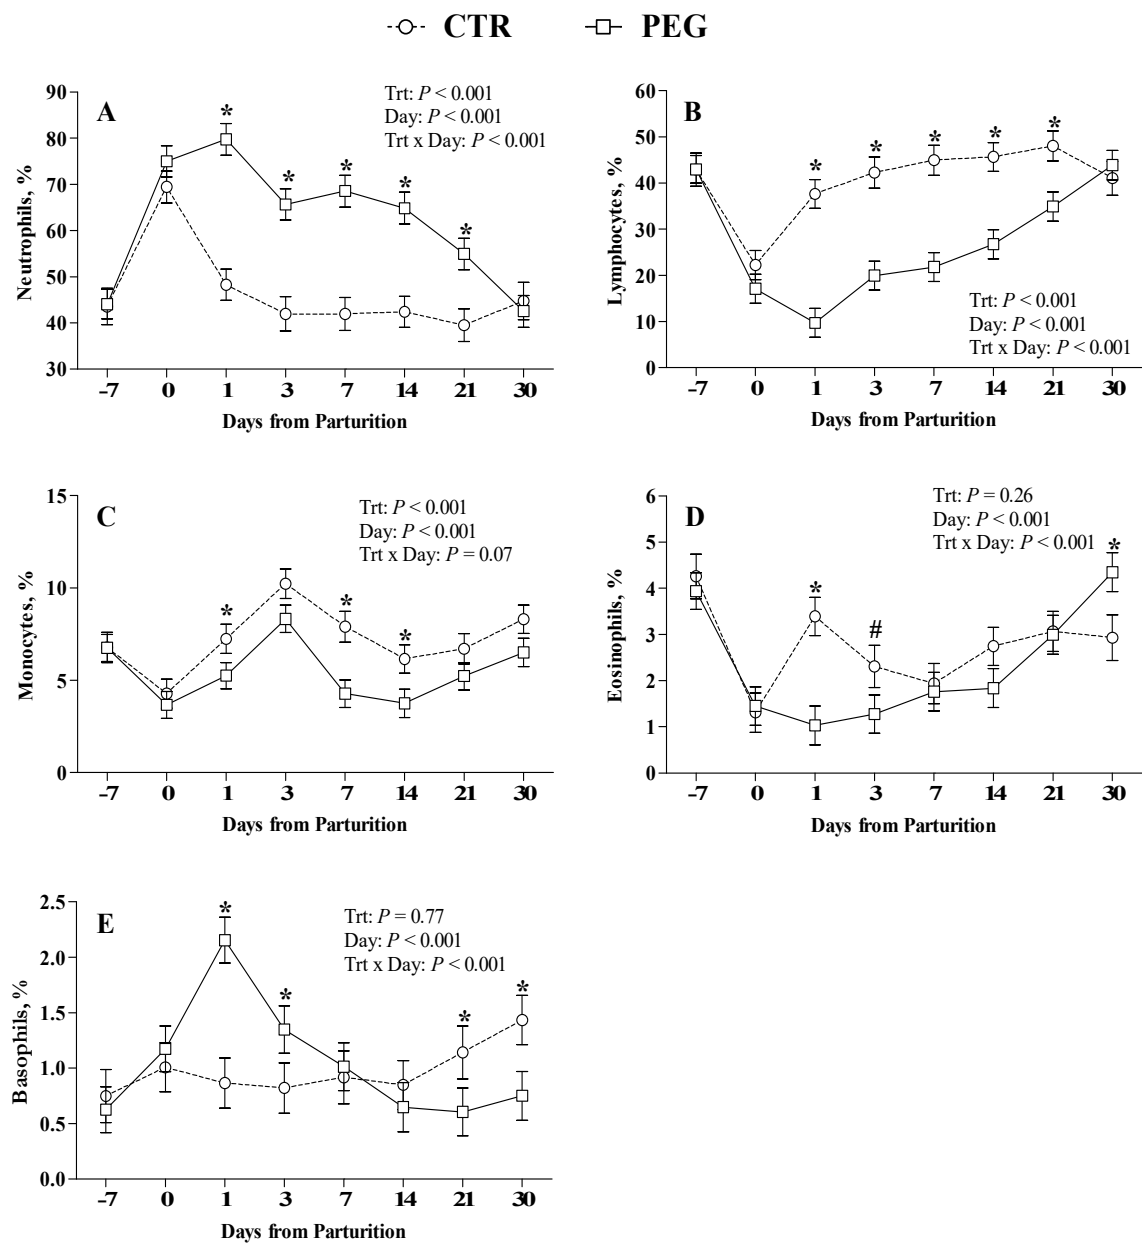 CTR PEG
A
Trt: P < 0.001
Day: P < 0.001
Trt x Day: P < 0.001
Neutrophils, %
90
80
70
60
50
40
30
* * * * *
-7 0 1 3 7 14 21 30
Days from Parturition
B
Trt: P < 0.001
Day: P < 0.001
Trt x Day: P < 0.001
Lymphocytes, %
60
50
40
30
20
10
0
* * * * * *
-7 0 1 3 7 14 21 30
Days from Parturition
C
Trt: P < 0.001
Day: P < 0.001
Trt x Day: P = 0.07
Monocytes, %
15
10
5
0
* * *
-7 0 1 3 7 14 21 30
Days from Parturition
D
Trt: P = 0.26
Day: P < 0.001
Trt x Day: P < 0.001
Eosinophils, %
6
5
4
3
2
1
0
* # *
-7 0 1 3 7 14 21 30
Days from Parturition
E
Trt: P = 0.77
Day: P < 0.001
Trt x Day: P < 0.001
Basophils, %
2.5
2.0
1.5
1.0
0.5
0.0
* * * *
-7 0 1 3 7 14 21 30
Days from Parturition